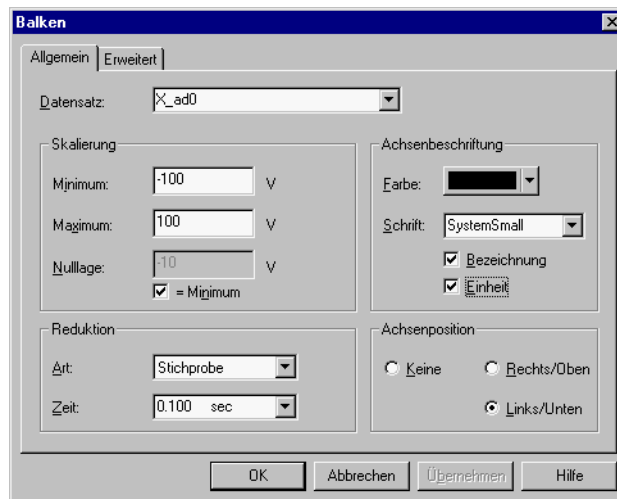 Balken
Allgemein Erweitert
Datensatz: X_ad0
Skalierung
Minimum: -100 V
Maximum: 100 V
Nulllage: -10 V
= Minimum
Achsenbeschriftung
Farbe:
Schrift: SystemSmall
Bezeichnung
Einheit
Reduktion
Art: Stichprobe
Zeit: 0.100 sec
Achsenposition
Keine Rechts/Oben
Links/Unten
OK Abbrechen Übernehmen Hilfe